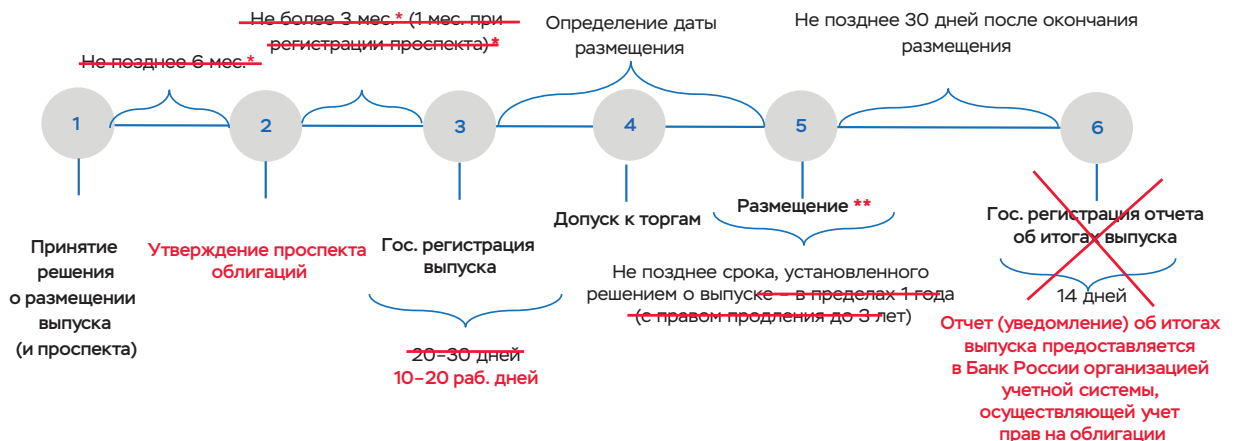 Не позднее 6 мес.*
Не более 3 мес.* (1 мес. при
регистрации проспекта)*
Определение даты
размещения
Не позднее 30 дней после окончания
размещения
1
2
3
4
5
6
Принятие
решения
о размещении
выпуска
(и проспекта)
Утверждение проспекта
облигаций
Гос. регистрация
выпуска
20–30 дней
10–20 раб. дней
Допуск к торгам
Размещение **
Не позднее срока, установленного
решением о выпуске – в пределах 1 года
(с правом продления до 3 лет)
Гос. регистрация отчета
об итогах выпуска
14 дней
Отчет (уведомление) об итогах
выпуска предоставляется
в Банк России организацией
учетной системы,
осуществляющей учет
прав на облигации